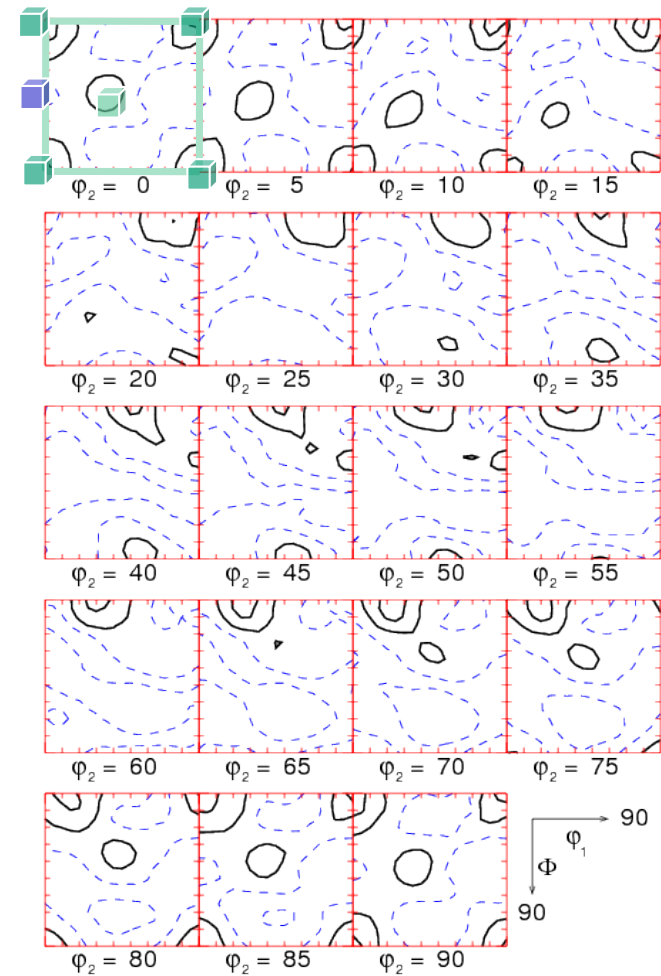 φ₂ = 0 φ₂ = 5 φ₂ = 10 φ₂ = 15
φ₂ = 20 φ₂ = 25 φ₂ = 30 φ₂ = 35
φ₂ = 40 φ₂ = 45 φ₂ = 50 φ₂ = 55
φ₂ = 60 φ₂ = 65 φ₂ = 70 φ₂ = 75
90
φ₁
Φ
90
φ₂ = 80 φ₂ = 85 φ₂ = 90